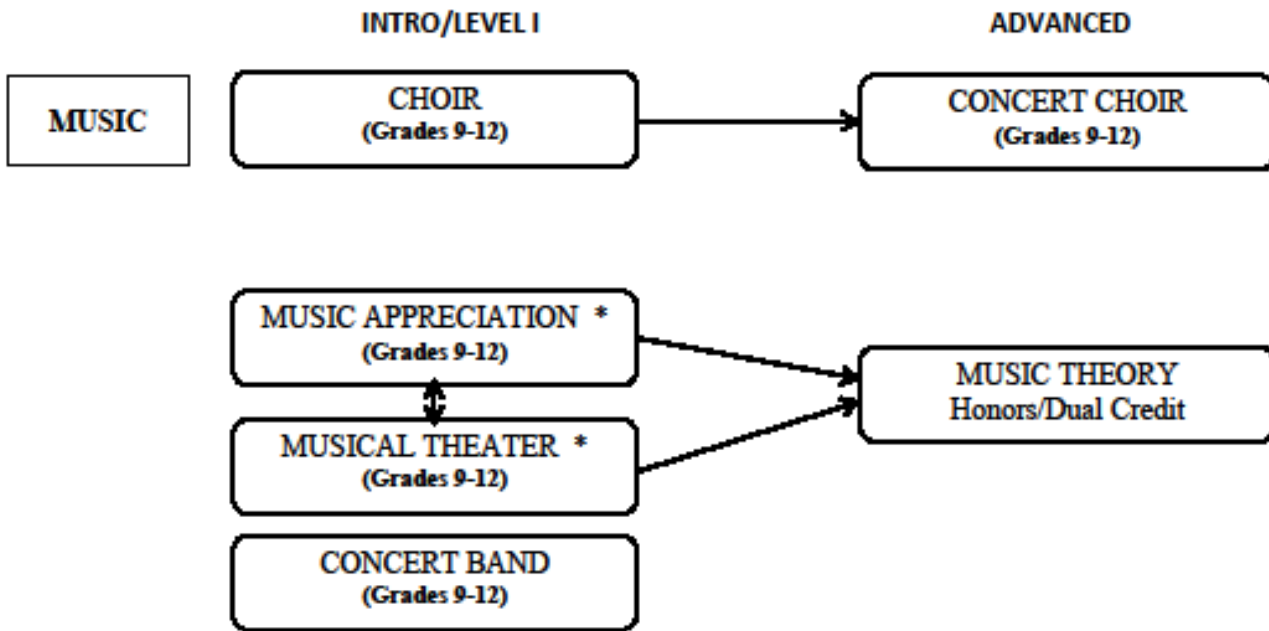 INTRO/LEVEL I
ADVANCED
MUSIC
CHOIR
(Grades 9-12)
CONCERT CHOIR
(Grades 9-12)
MUSIC APPRECIATION *
(Grades 9-12)
MUSICAL THEATER *
(Grades 9-12)
MUSIC THEORY
Honors/Dual Credit
CONCERT BAND
(Grades 9-12)